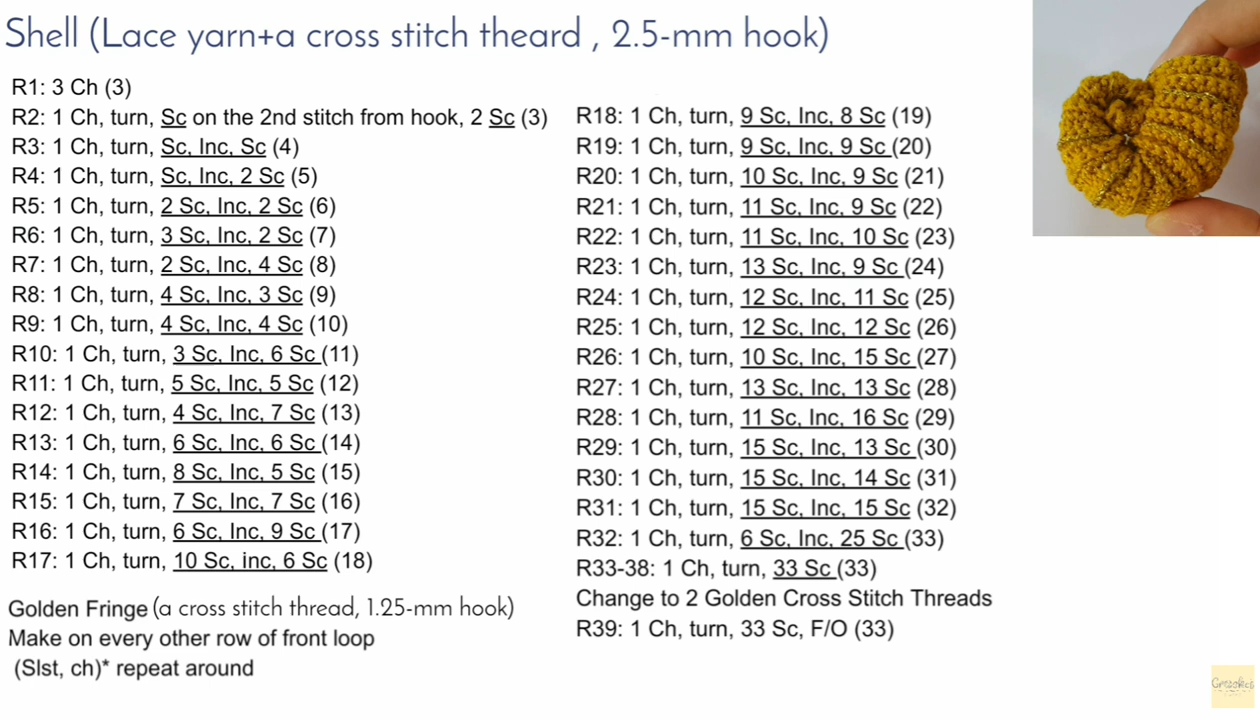 Shell (Lace yarn+a cross stitch theard , 2.5-mm hook)
R1: 3 Ch (3)
R2: 1 Ch, turn, Sc on the 2nd stitch from hook, 2 Sc (3)
R3: 1 Ch, turn, Sc, Inc, Sc (4)
R4: 1 Ch, turn, Sc, Inc, 2 Sc (5)
R5: 1 Ch, turn, 2 Sc, Inc, 2 Sc (6)
R6: 1 Ch, turn, 3 Sc, Inc, 2 Sc (7)
R7: 1 Ch, turn, 2 Sc, Inc, 4 Sc (8)
R8: 1 Ch, turn, 4 Sc, Inc, 3 Sc (9)
R9: 1 Ch, turn, 4 Sc, Inc, 4 Sc (10)
R10: 1 Ch, turn, 3 Sc, Inc, 6 Sc (11)
R11: 1 Ch, turn, 5 Sc, Inc, 5 Sc (12)
R12: 1 Ch, turn, 4 Sc, Inc, 7 Sc (13)
R13: 1 Ch, turn, 6 Sc, Inc, 6 Sc (14)
R14: 1 Ch, turn, 8 Sc, Inc, 5 Sc (15)
R15: 1 Ch, turn, 7 Sc, Inc, 7 Sc (16)
R16: 1 Ch, turn, 6 Sc, Inc, 9 Sc (17)
R17: 1 Ch, turn, 10 Sc, inc, 6 Sc (18)
Golden Fringe (a cross stitch thread, 1.25-mm hook)
Make on every other row of front loop
(Slst, ch)* repeat around
R18: 1 Ch, turn, 9 Sc, Inc, 8 Sc (19)
R19: 1 Ch, turn, 9 Sc, Inc, 9 Sc (20)
R20: 1 Ch, turn, 10 Sc, Inc, 9 Sc (21)
R21: 1 Ch, turn, 11 Sc, Inc, 9 Sc (22)
R22: 1 Ch, turn, 11 Sc, Inc, 10 Sc (23)
R23: 1 Ch, turn, 13 Sc, Inc, 9 Sc (24)
R24: 1 Ch, turn, 12 Sc, Inc, 11 Sc (25)
R25: 1 Ch, turn, 12 Sc, Inc, 12 Sc (26)
R26: 1 Ch, turn, 10 Sc, Inc, 15 Sc (27)
R27: 1 Ch, turn, 13 Sc, Inc, 13 Sc (28)
R28: 1 Ch, turn, 11 Sc, Inc, 16 Sc (29)
R29: 1 Ch, turn, 15 Sc, Inc, 13 Sc (30)
R30: 1 Ch, turn, 15 Sc, Inc, 14 Sc (31)
R31: 1 Ch, turn, 15 Sc, Inc, 15 Sc (32)
R32: 1 Ch, turn, 6 Sc, Inc, 25 Sc (33)
R33-38: 1 Ch, turn, 33 Sc (33)
Change to 2 Golden Cross Stitch Threads
R39: 1 Ch, turn, 33 Sc, F/O (33)